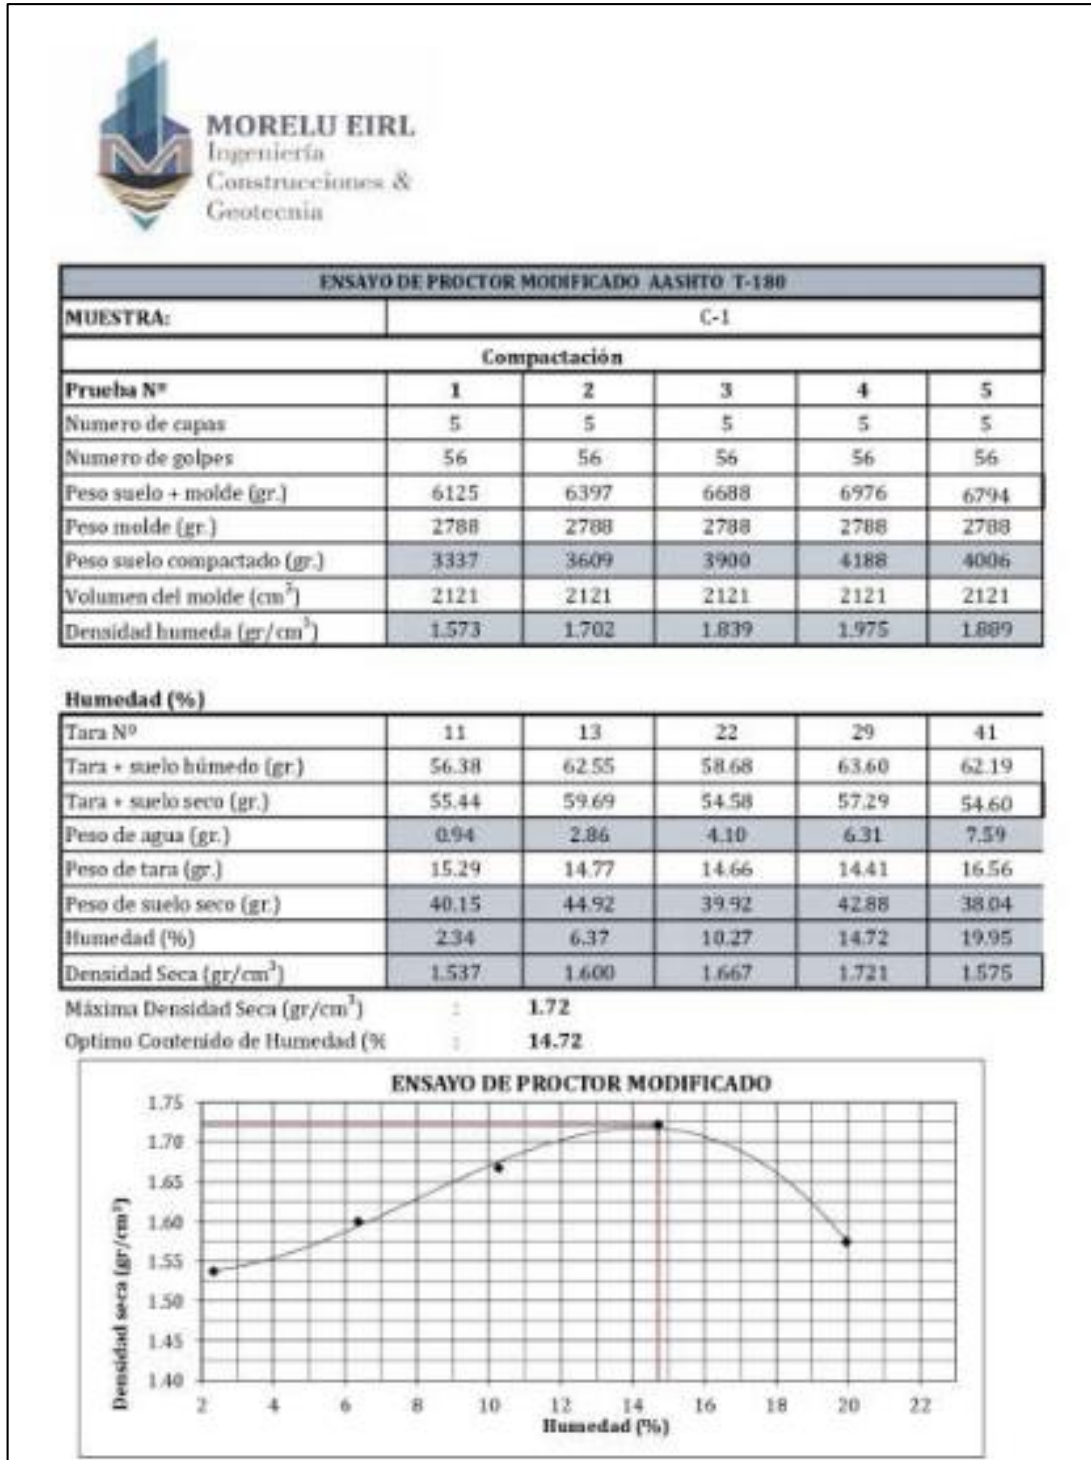 MORELU EIRL
Ingeniería
Construcciones &
Geotecnia
ENSAYO DE PROCTOR MODIFICADO AASHTO T-180
MUESTRA: C-1
Compactación
Prueba Nº 1 2 3 4 5
Numero de capas 5 5 5 5 5
Numero de golpes 56 56 56 56 56
Peso suelo + molde (gr.) 6125 6397 6688 6976 6794
Peso molde (gr.) 2788 2788 2788 2788 2788
Peso suelo compactado (gr.) 3337 3609 3900 4188 4006
Volumen del molde (cm³) 2121 2121 2121 2121 2121
Densidad humeda (gr/cm³) 1.573 1.702 1.839 1.975 1.889
Humedad (%)
Tara Nº 11 13 22 29 41
Tara + suelo húmedo (gr.) 56.38 62.55 58.68 63.60 62.19
Tara + suelo seco (gr.) 55.44 59.69 54.58 57.29 54.60
Peso de agua (gr.) 0.94 2.86 4.10 6.31 7.59
Peso de tara (gr.) 15.29 14.77 14.66 14.41 16.56
Peso de suelo seco (gr.) 40.15 44.92 39.92 42.88 38.04
Humedad (%) 2.34 6.37 10.27 14.72 19.95
Densidad Seca (gr/cm³) 1.537 1.600 1.667 1.721 1.575
Máxima Densidad Seca (gr/cm³) : 1.72
Optimo Contenido de Humedad (% : 14.72
ENSAYO DE PROCTOR MODIFICADO
Densidad seca (gr/cm³)
1.75
1.70
1.65
1.60
1.55
1.50
1.45
1.40
2 4 6 8 10 12 14 16 18 20 22
Humedad (%)